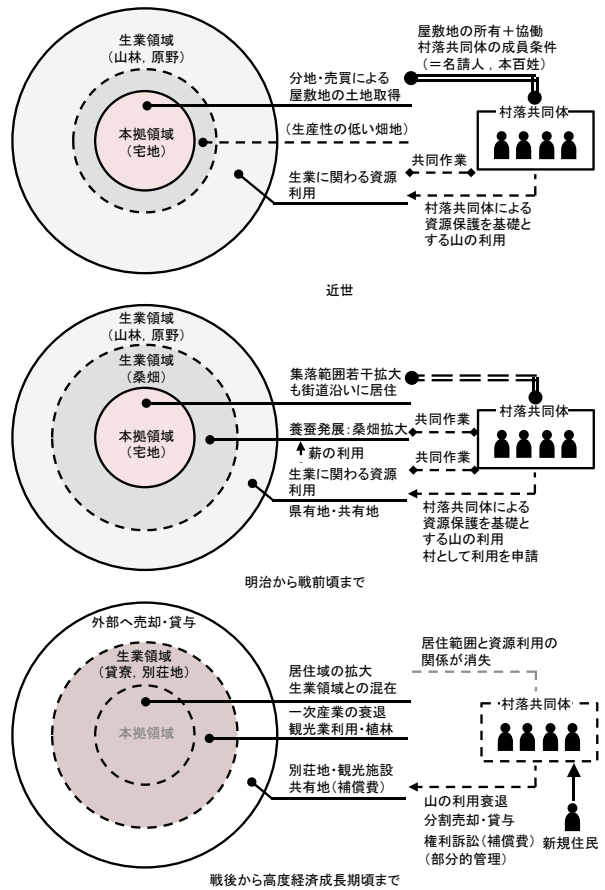 生業領域
(山林, 原野)
本拠領域
(宅地)
分地・売買による
屋敷地の土地取得
(生産性の低い畑地)
生業に関わる資源
利用
屋敷地の所有＋協働
村落共同体の成員条件
(＝名請人 , 本百姓)
村落共同体
共同作業
村落共同体による
資源保護を基礎と
する山の利用
近世
生業領域
(山林, 原野)
生業領域
(桑畑)
本拠領域
(宅地)
集落範囲若干拡大
も街道沿いに居住
養蚕発展：桑畑拡大
薪の利用
生業に関わる資源
利用
県有地・共有地
村落共同体
共同作業
共同作業
村落共同体による
資源保護を基礎と
する山の利用
村として利用を申請
明治から戦前頃まで
外部へ売却・貸与
生業領域
(貸寮, 別荘地)
本拠領域
居住域の拡大
生業領域との混在
一次産業の衰退
観光業利用・植林
別荘地・観光施設
共有地(補償費)
居住範囲と資源利用の
関係が消失
村落共同体
山の利用衰退
分割売却・貸与
権利訴訟(補償費)
(部分的管理)
新規住民
戦後から高度経済成長期頃まで